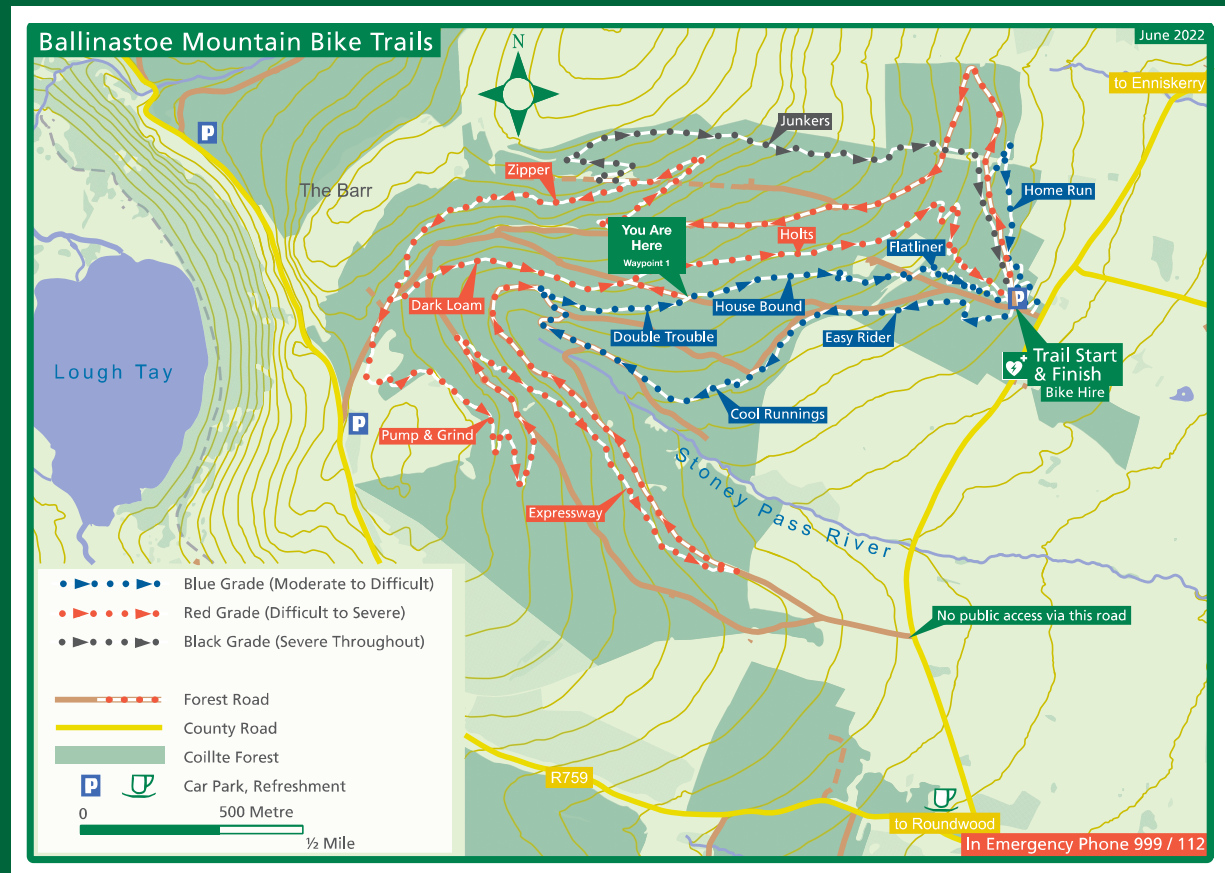 Ballinastoe Mountain Bike Trails
June 2022
N
to Enniskerry
P
Junkers
The Barr
Zipper
Home Run
You Are
Here
Waypoint 1
Holts
Flatliner
Dark Loam
House Bound
P
Double Trouble
Easy Rider
Trail Start
& Finish
Bike Hire
Lough Tay
Cool Runnings
P
Pump & Grind
Stoney Pass River
Expressway
No public access via this road
Blue Grade (Moderate to Difficult)
Red Grade (Difficult to Severe)
Black Grade (Severe Throughout)
Forest Road
County Road
Coillte Forest
P
Car Park, Refreshment
0
500 Metre
½ Mile
R759
to Roundwood
In Emergency Phone 999 / 112